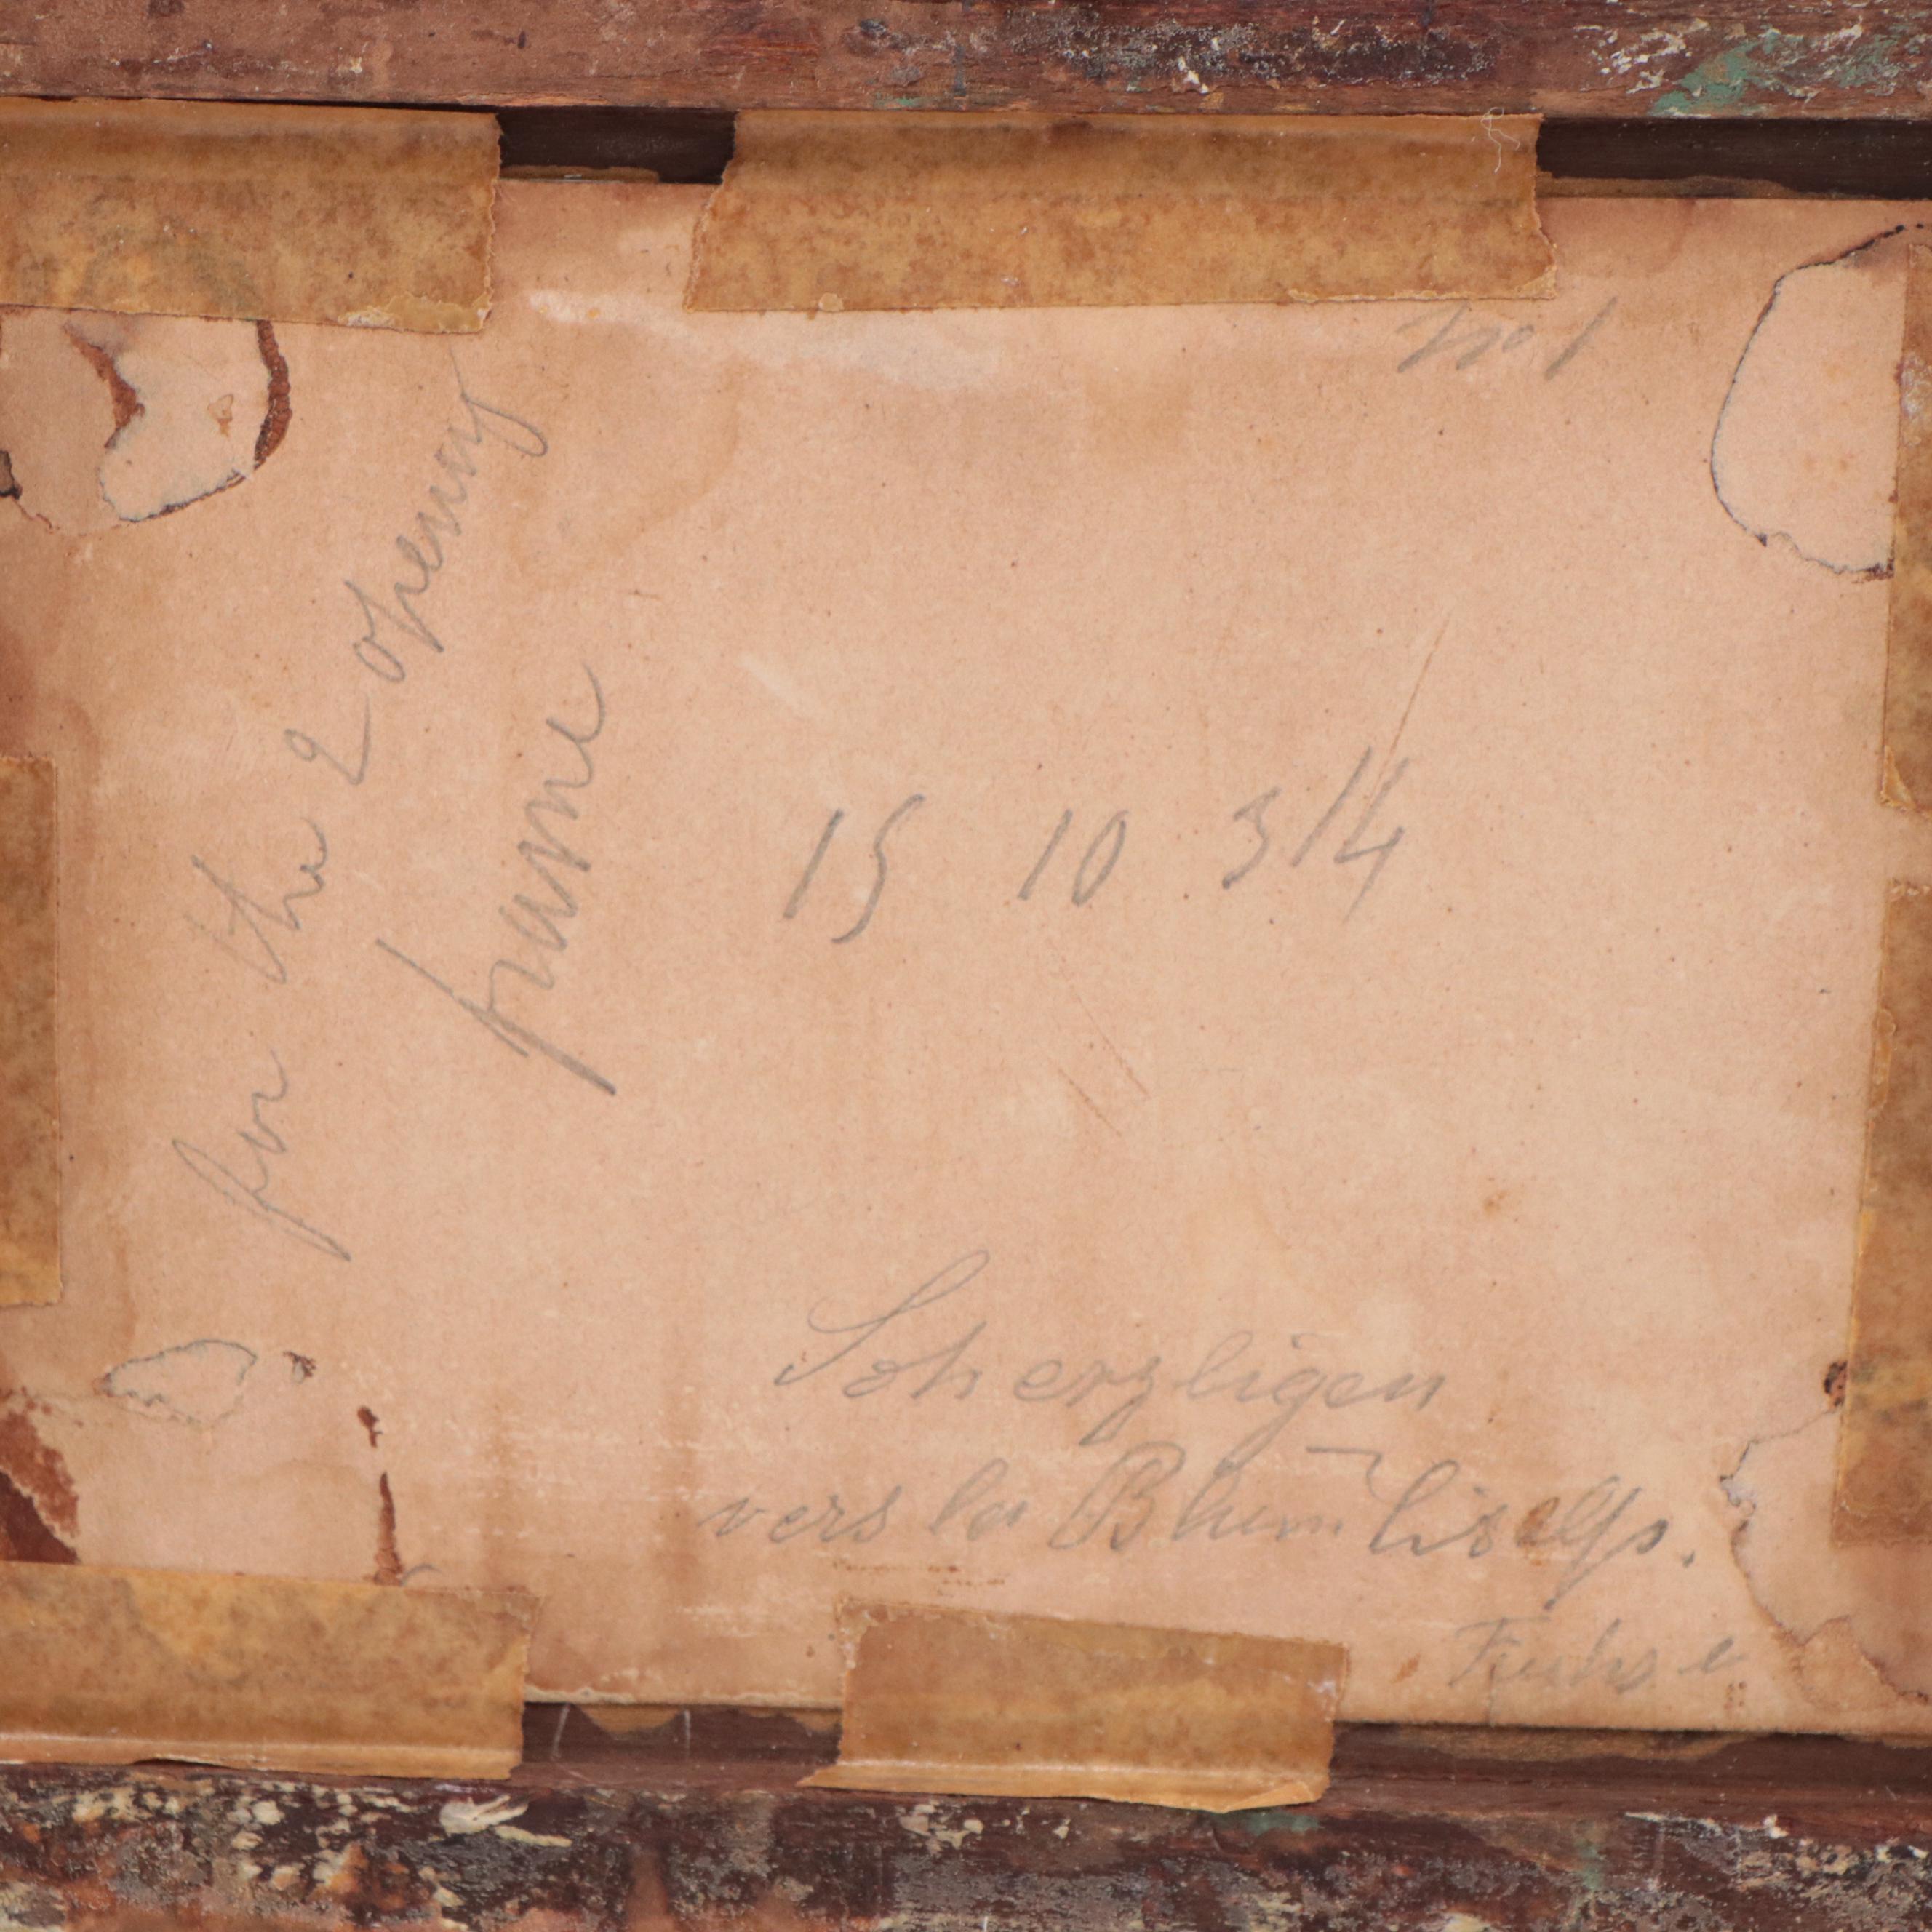 No 1
for the 2 opening
frame
15 10 3/4
Scherzligen
vers la Blümlisalp.